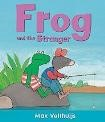 Frog
and the
Stranger
Max Velthuijs